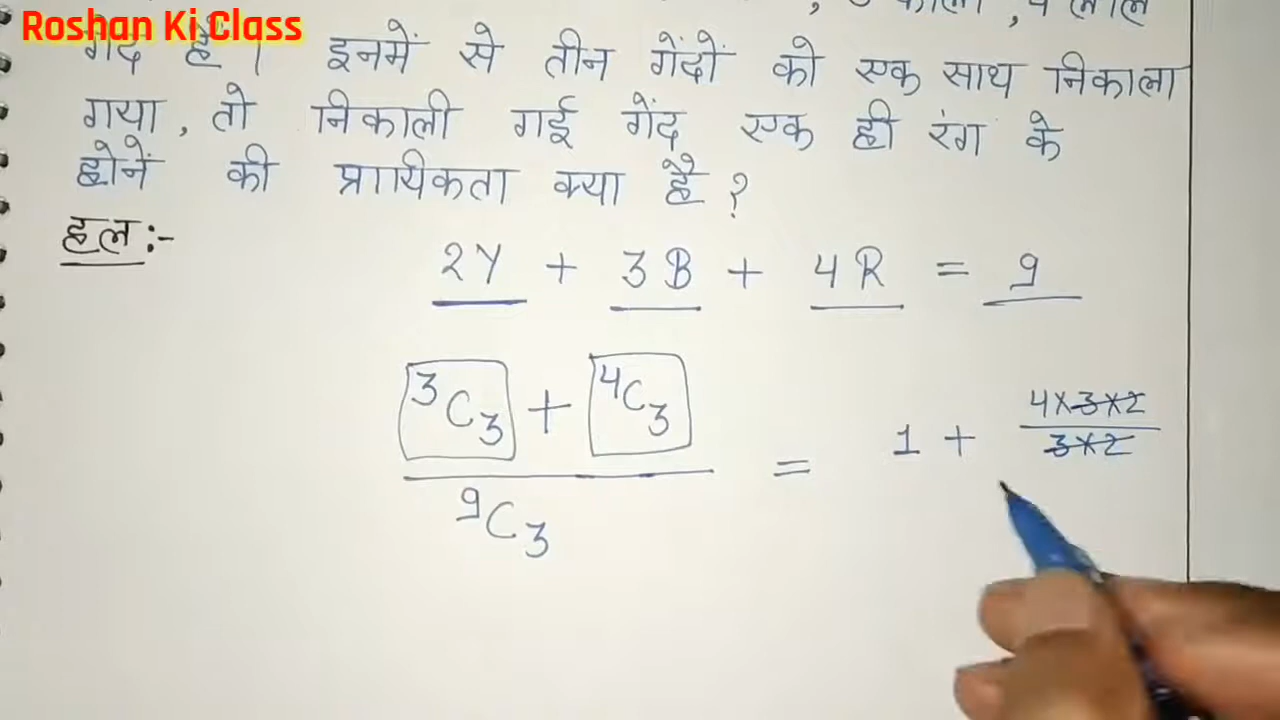 Roshan Ki Class
, 4 लाल
गेंद है । इनमें से तीन गेंदों को एक साथ निकाला
गया , तो निकाली गई गेंद एक ही रंग के
होनें की प्रायिकता क्या है ?
हल :-
2Y + 3B + 4R = 9
³C₃ + ⁴C₃ = 1 + 4×3×2
3×2
⁹C₃